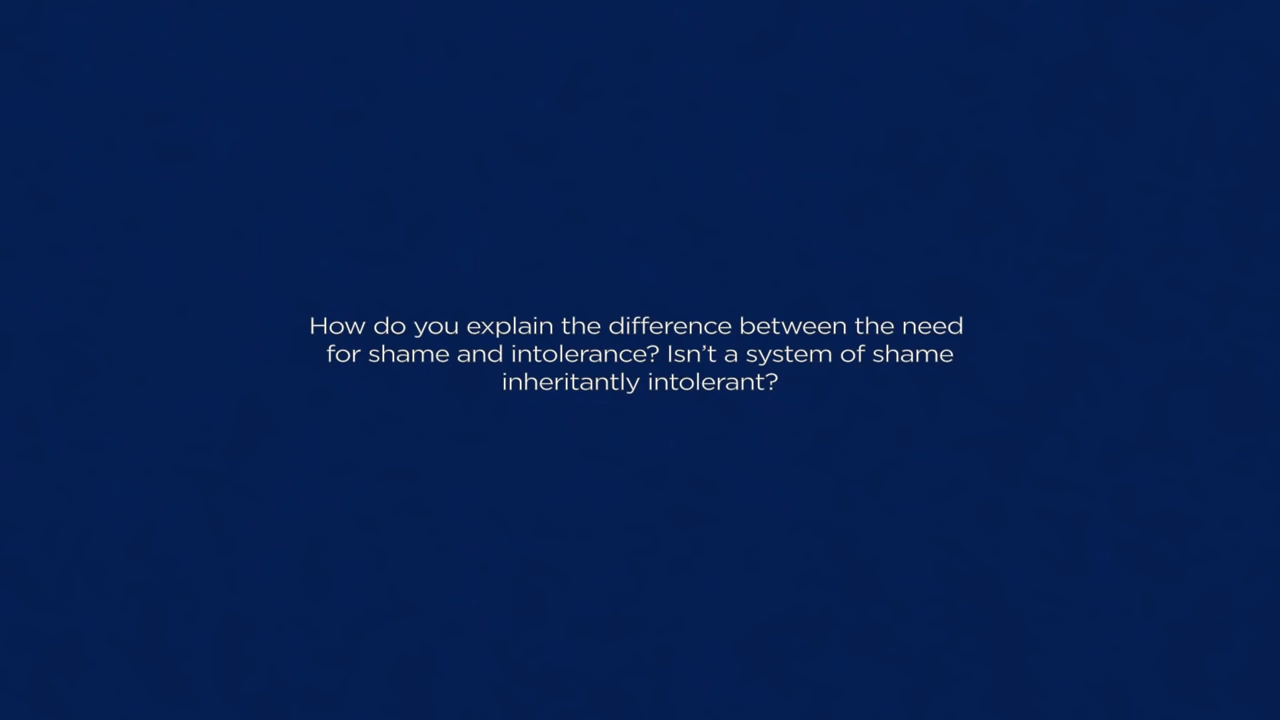 How do you explain the difference between the need
for shame and intolerance? Isn’t a system of shame
inheritantly intolerant?